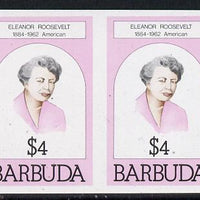 ELEANOR ROOSEVELT
1884-1962 American
$4
BARBUDA
ELEANOR ROOSEVELT
1884-1962 American
$4
BARBUDA